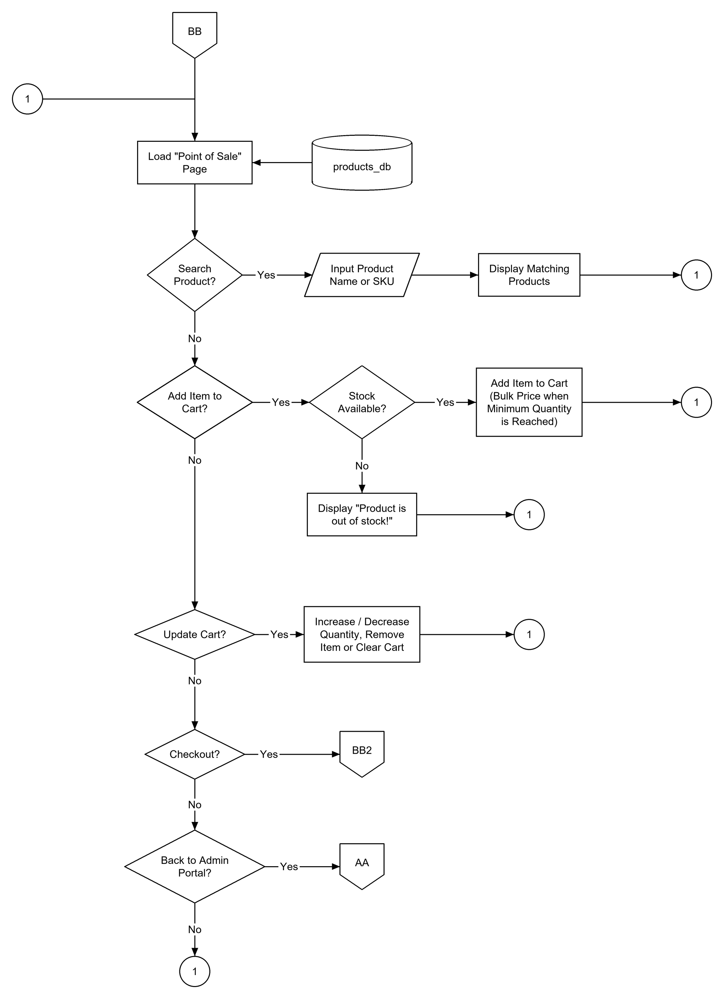 BB
1
Load "Point of Sale"
Page
products_db
Search
Product?
Yes
Input Product
Name or SKU
Display Matching
Products
1
No
Add Item to
Cart?
Yes
Stock
Available?
Yes
Add Item to Cart
(Bulk Price when
Minimum Quantity
is Reached)
1
No
No
Display "Product is
out of stock!"
1
Update Cart?
Yes
Increase / Decrease
Quantity, Remove
Item or Clear Cart
1
No
Checkout?
Yes
BB2
No
Back to Admin
Portal?
Yes
AA
No
1